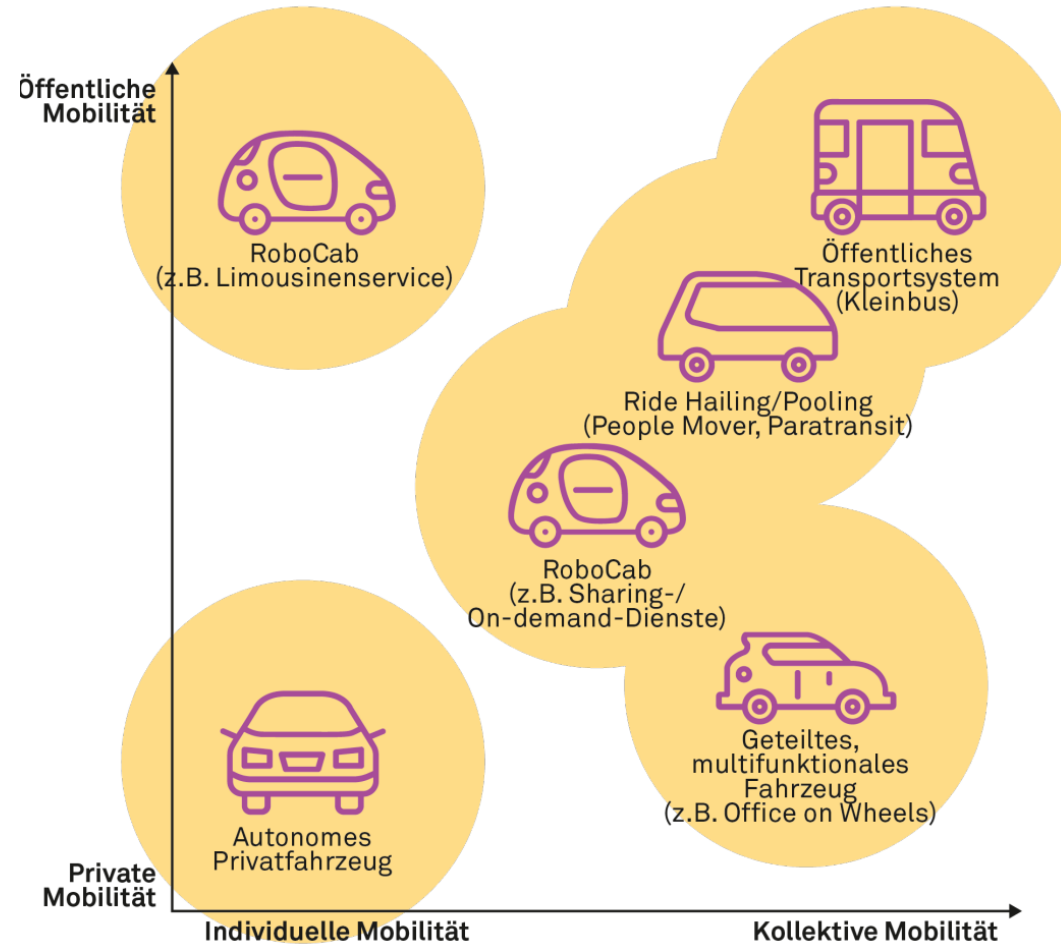 Öffentliche
Mobilität
RoboCab
(z.B. Limousinenservice)
Öffentliches
Transportsystem
(Kleinbus)
Ride Hailing/Pooling
(People Mover, Paratransit)
RoboCab
(z.B. Sharing-/
On-demand-Dienste)
Geteiltes,
multifunktionales
Fahrzeug
(z.B. Office on Wheels)
Autonomes
Privatfahrzeug
Private
Mobilität
Individuelle Mobilität
Kollektive Mobilität